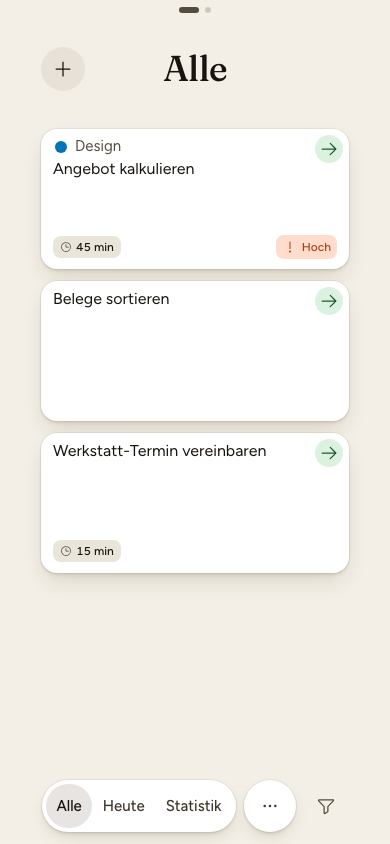 Alle
Design
Angebot kalkulieren
45 min
! Hoch
Belege sortieren
Werkstatt-Termin vereinbaren
15 min
Alle Heute Statistik